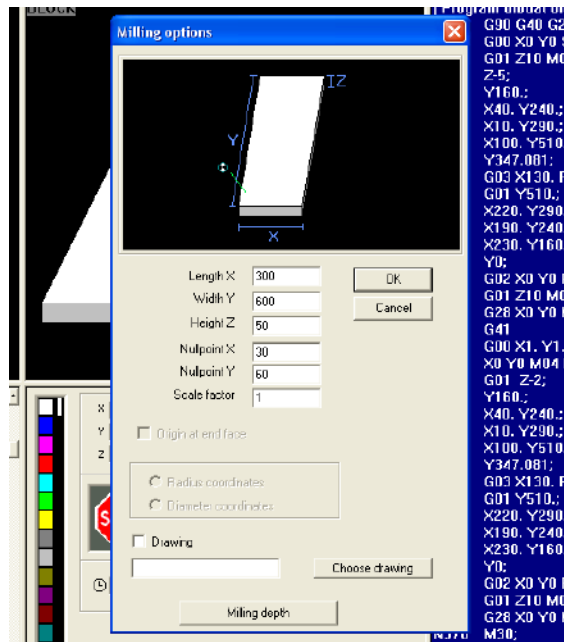 BLOCK
Milling options
Z
Y
X
Length X 300
Width Y 600
Height Z 50
Nulpoint X 30
Nulpoint Y 60
Scale factor 1
OK
Cancel
Origin at end face
Radius coordinates
Diameter coordinates
Drawing
Choose drawing
Milling depth
X
Y
Z
G90 G40
G00 X0 Y0
G01 Z10
Z-5;
Y160.;
X40. Y240.;
X10. Y290.;
X100. Y510.
Y347.081;
G03 X130.
G01 Y510.;
X220. Y290.
X190. Y240.
X230. Y160.
Y0;
G02 X0 Y0
G01 Z10
G28 X0 Y0
G41
G00 X1. Y1.
X0 Y0 M04
G01 Z-2;
Y160.;
X40. Y240.;
X10. Y290.;
X100. Y510.
Y347.081;
G03 X130.
G01 Y510.;
X220. Y290.
X190. Y240.
X230. Y160.
Y0;
G02 X0 Y0
G01 Z10
G28 X0 Y0
M30;